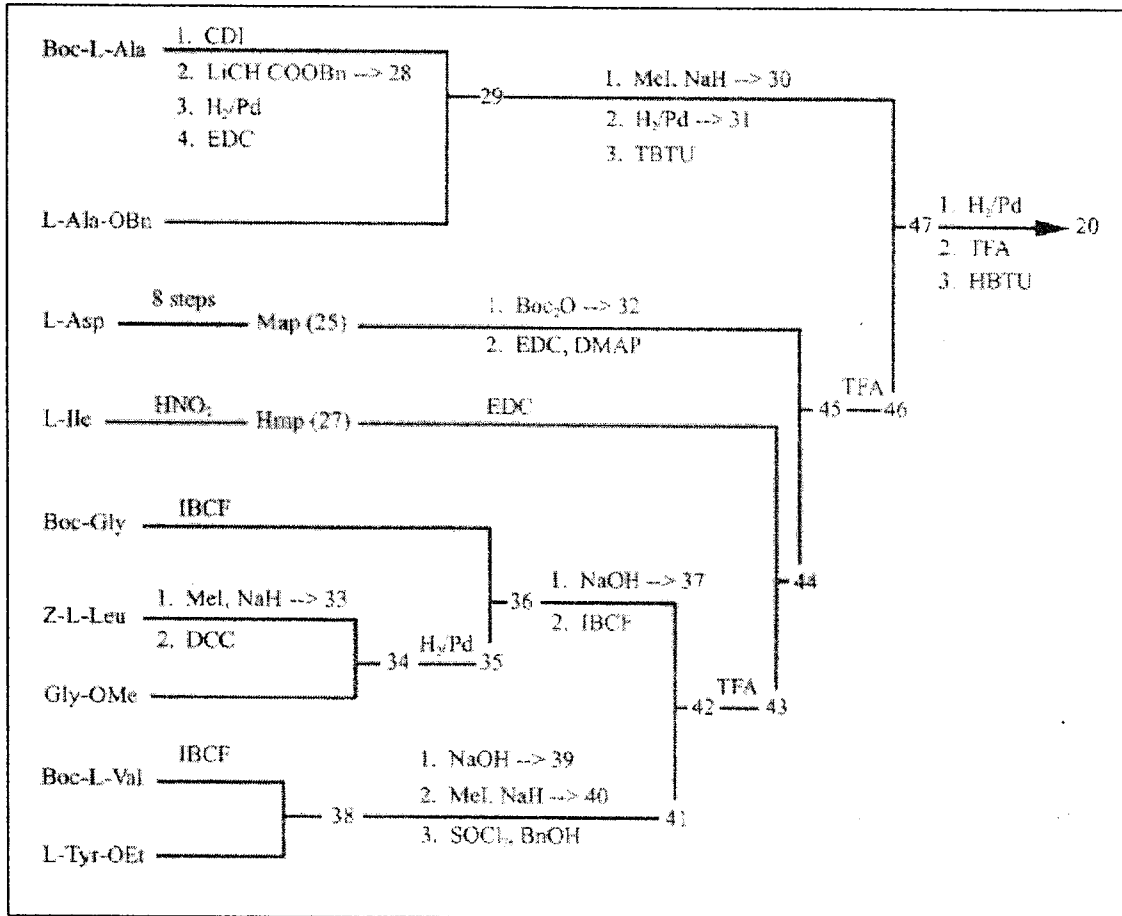 Boc-L-Ala
1. CDI
2. LiCH COOBn --> 28
3. H₂/Pd
4. EDC
29
1. MeI, NaH --> 30
2. H₂/Pd --> 31
3. TBTU
L-Ala-OBn
47
1. H₂/Pd
2. TFA
3. HBTU
20
L-Asp
8 steps
Map (25)
1. Boc₂O --> 32
2. EDC, DMAP
45
TFA
46
L-Ile
HNO₂
Hmp (27)
EDC
Boc-Gly
IBCF
44
Z-L-Leu
1. MeI, NaH --> 33
2. DCC
36
1. NaOH --> 37
2. IBCF
34
H₂/Pd
35
Gly-OMe
42
TFA
43
Boc-L-Val
IBCF
1. NaOH --> 39
2. MeI, NaH --> 40
3. SOCl₂, BnOH
38
41
L-Tyr-OEt